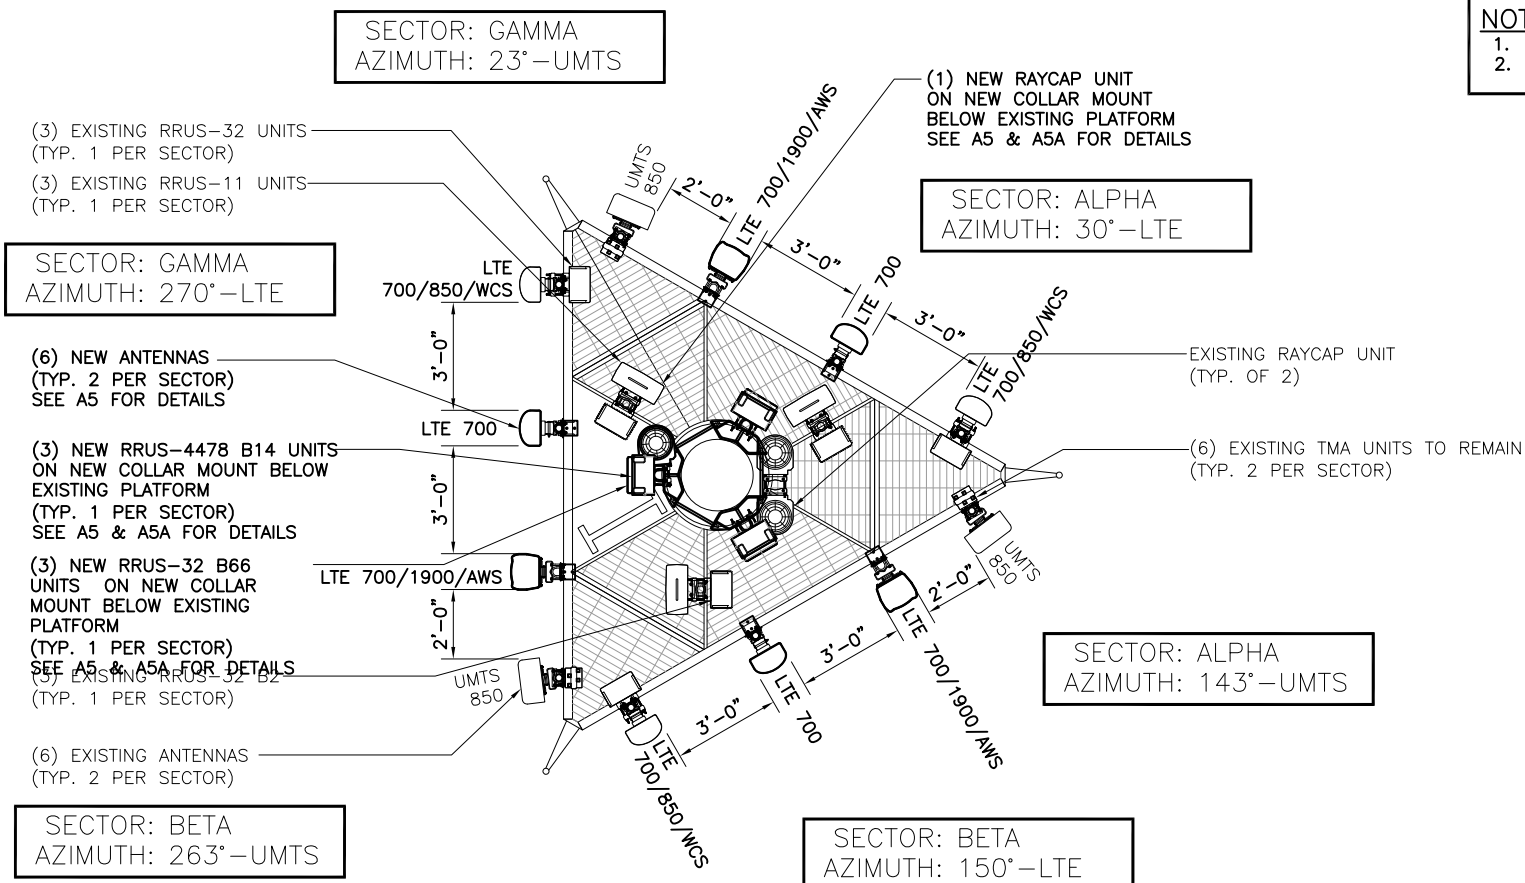 SECTOR: GAMMA
AZIMUTH: 23°-UMTS
NOT
1.
2.
(1) NEW RAYCAP UNIT
ON NEW COLLAR MOUNT
BELOW EXISTING PLATFORM
SEE A5 & A5A FOR DETAILS
(3) EXISTING RRUS-32 UNITS
(TYP. 1 PER SECTOR)
(3) EXISTING RRUS-11 UNITS
(TYP. 1 PER SECTOR)
SECTOR: ALPHA
AZIMUTH: 30°-LTE
SECTOR: GAMMA
AZIMUTH: 270°-LTE
UMTS
850
2'-0"
LTE 700/1900/AWS
3'-0"
LTE 700
3'-0"
LTE
700/850/WCS
LTE
700/850/WCS
3'-0"
LTE 700
3'-0"
LTE 700/1900/AWS
2'-0"
UMTS
850
(6) NEW ANTENNAS
(TYP. 2 PER SECTOR)
SEE A5 FOR DETAILS
EXISTING RAYCAP UNIT
(TYP. OF 2)
(3) NEW RRUS-4478 B14 UNITS
ON NEW COLLAR MOUNT BELOW
EXISTING PLATFORM
(TYP. 1 PER SECTOR)
SEE A5 & A5A FOR DETAILS
(6) EXISTING TMA UNITS TO REMAIN
(TYP. 2 PER SECTOR)
(3) NEW RRUS-32 B66
UNITS ON NEW COLLAR
MOUNT BELOW EXISTING
PLATFORM
(TYP. 1 PER SECTOR)
SEE A5 & A5A FOR DETAILS
(3) EXISTING RRUS-32 B2
(TYP. 1 PER SECTOR)
UMTS
850
2'-0"
LTE 700/1900/AWS
3'-0"
LTE 700
3'-0"
LTE
700/850/WCS
SECTOR: ALPHA
AZIMUTH: 143°-UMTS
(6) EXISTING ANTENNAS
(TYP. 2 PER SECTOR)
SECTOR: BETA
AZIMUTH: 263°-UMTS
SECTOR: BETA
AZIMUTH: 150°-LTE